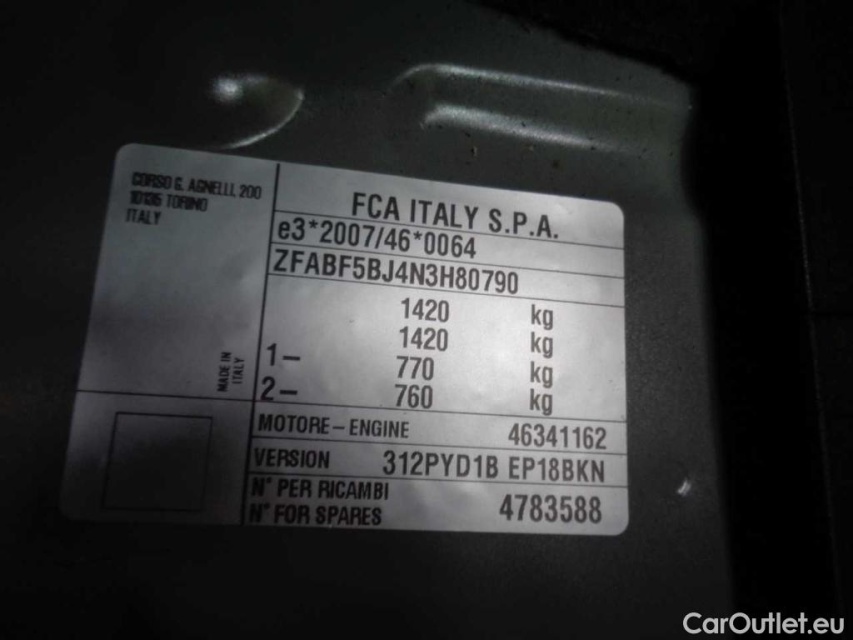 CORSO G. AGNELLI, 200
10135 TORINO
ITALY
FCA ITALY S.P.A.
e3*2007/46*0064
ZFABF5BJ4N3H80790
1420 kg
1420 kg
1– 770 kg
2– 760 kg
MADE IN
ITALY
MOTORE – ENGINE 46341162
VERSION 312PYD1B EP18BKN
N° PER RICAMBI
N° FOR SPARES 4783588
CarOutlet.eu